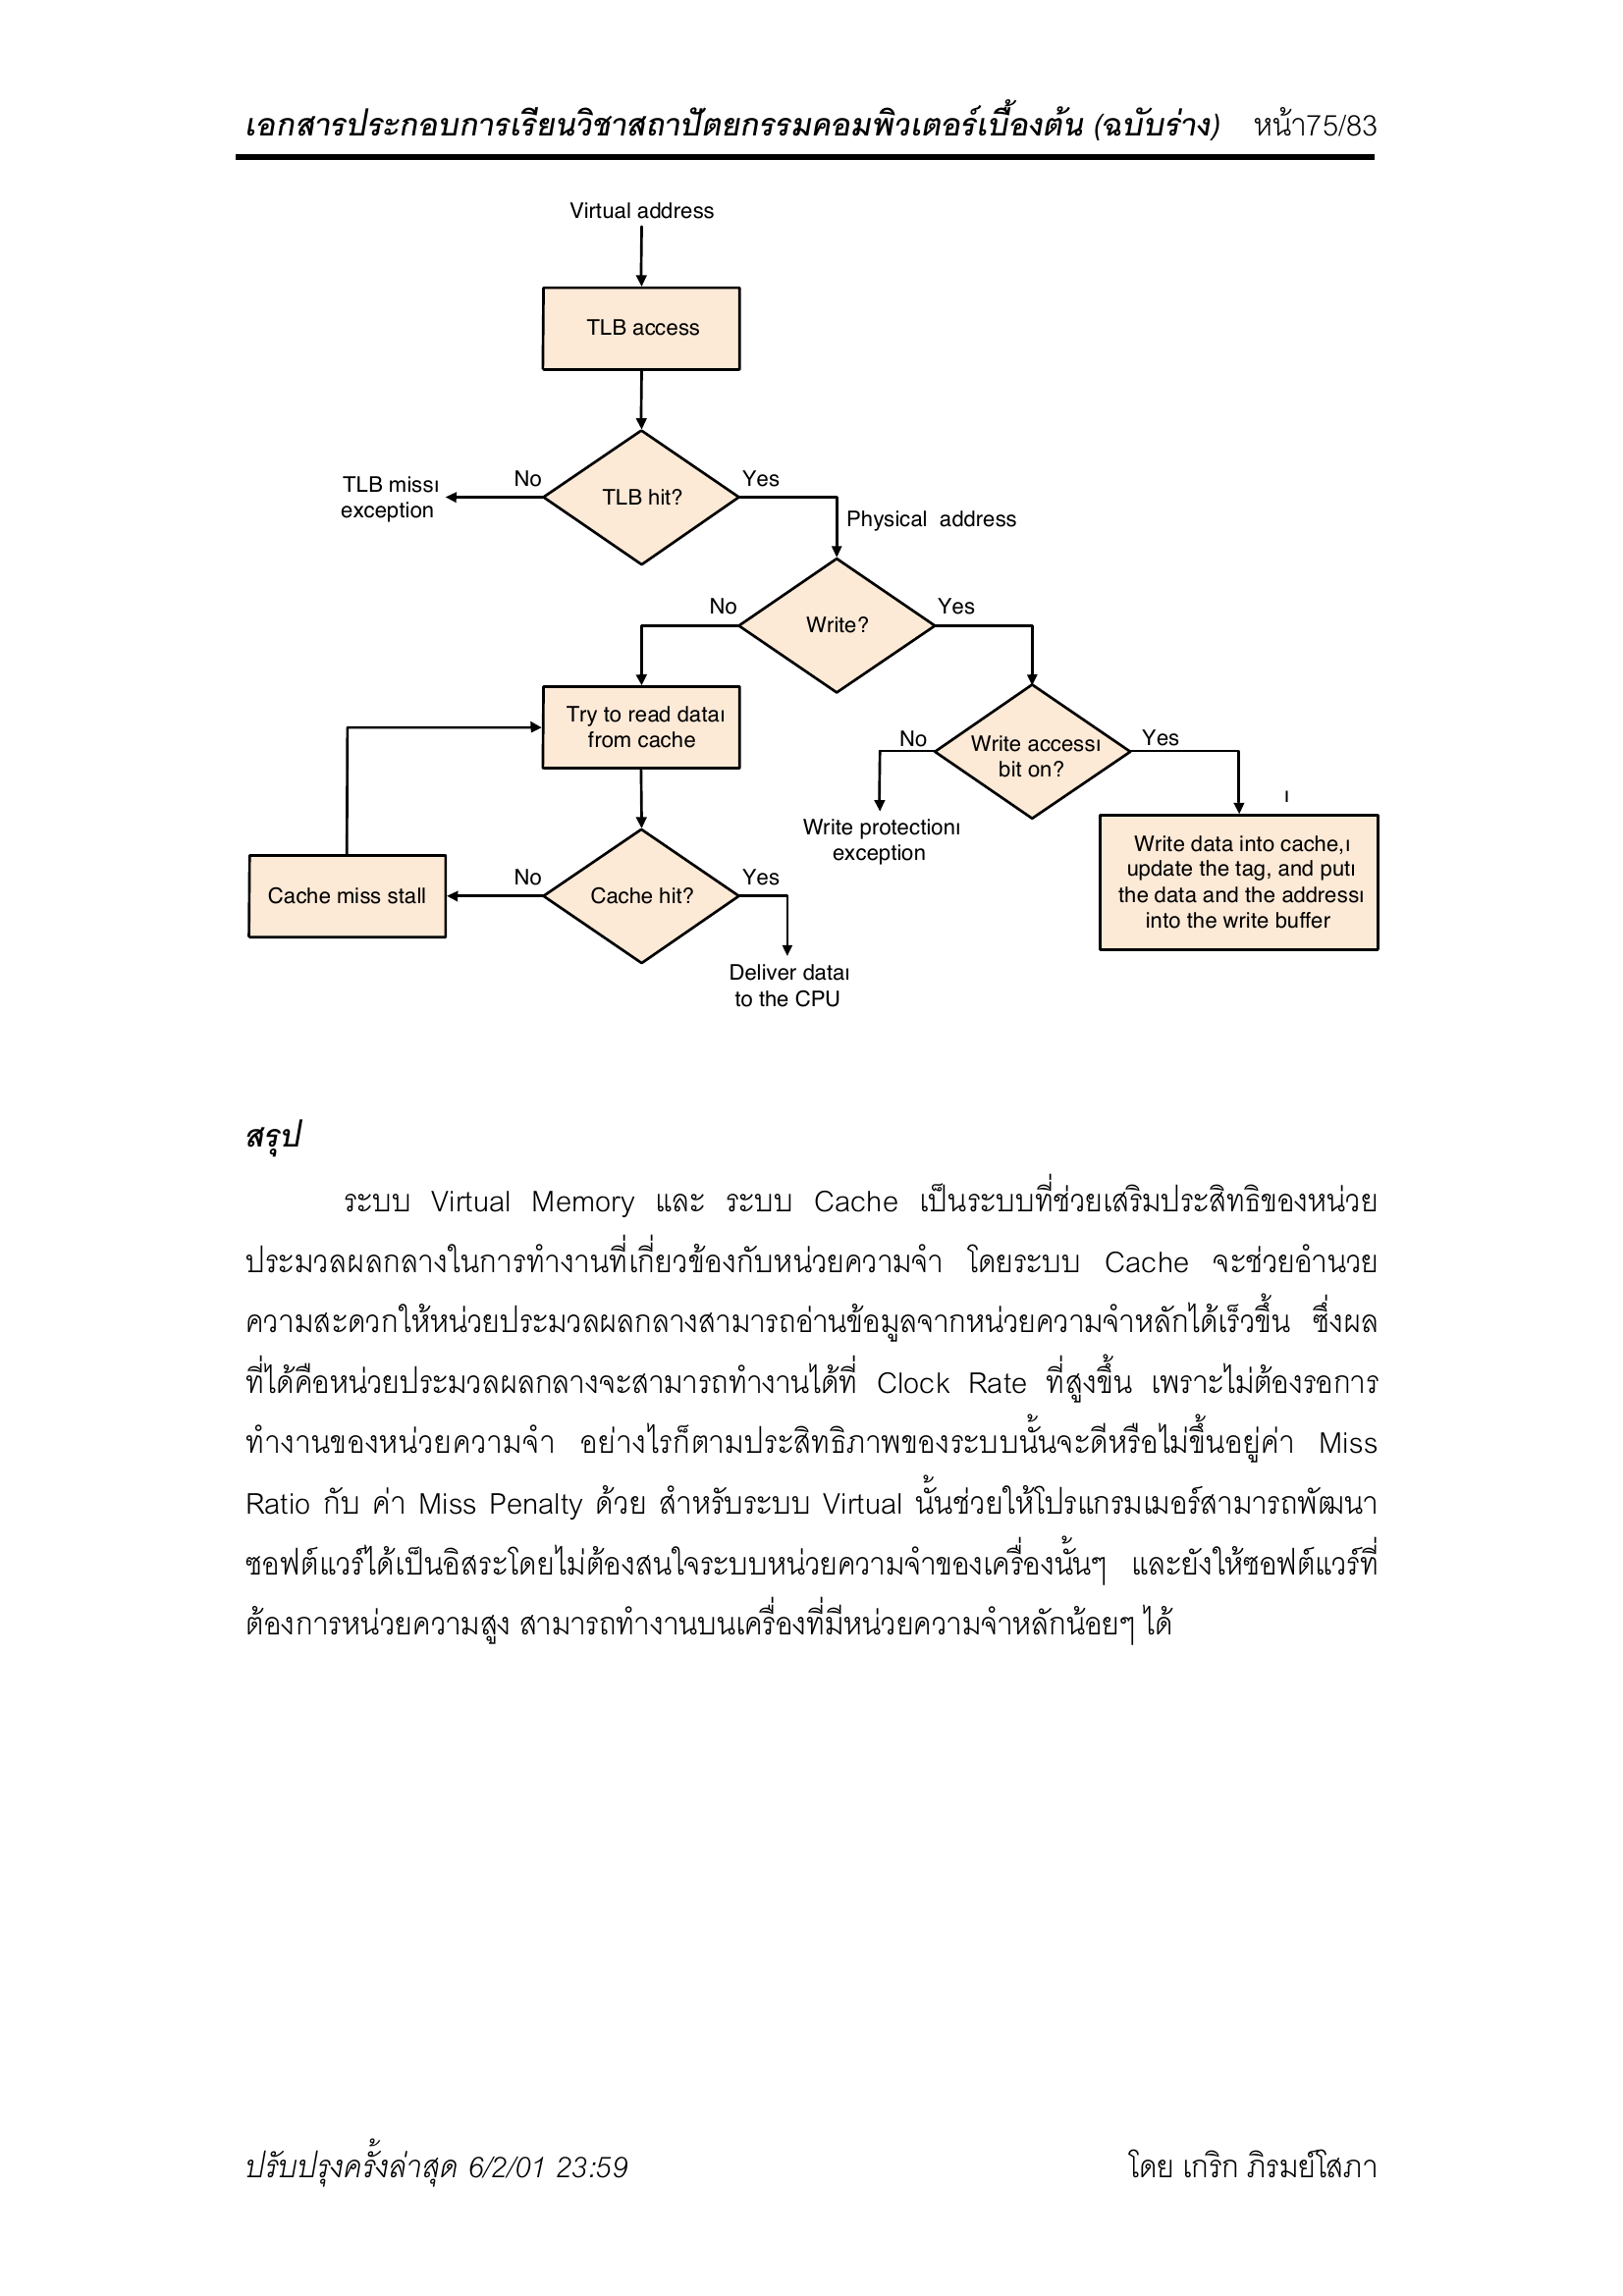 เอกสารประกอบการเรียนวิชาสถาปัตยกรรมคอมพิวเตอร์เบื้องต้น (ฉบับร่าง) หน้า75/83
Virtual address
TLB access
TLB hit?
No
Yes
TLB miss
exception
Physical address
Write?
No
Yes
Try to read data
from cache
Write access
bit on?
No
Yes
Write protection
exception
Write data into cache,
update the tag, and put
the data and the address
into the write buffer
Cache hit?
No
Yes
Cache miss stall
Deliver data
to the CPU
สรุป
ระบบ Virtual Memory และ ระบบ Cache เป็นระบบที่ช่วยเสริมประสิทธิของหน่วย
ประมวลผลกลางในการทำงานที่เกี่ยวข้องกับหน่วยความจำ โดยระบบ Cache จะช่วยอำนวย
ความสะดวกให้หน่วยประมวลผลกลางสามารถอ่านข้อมูลจากหน่วยความจำหลักได้เร็วขึ้น ซึ่งผล
ที่ได้คือหน่วยประมวลผลกลางจะสามารถทำงานได้ที่ Clock Rate ที่สูงขึ้น เพราะไม่ต้องรอการ
ทำงานของหน่วยความจำ อย่างไรก็ตามประสิทธิภาพของระบบนั้นจะดีหรือไม่ขึ้นอยู่ค่า Miss
Ratio กับ ค่า Miss Penalty ด้วย สำหรับระบบ Virtual นั้นช่วยให้โปรแกรมเมอร์สามารถพัฒนา
ซอฟต์แวร์ได้เป็นอิสระโดยไม่ต้องสนใจระบบหน่วยความจำของเครื่องนั้นๆ และยังให้ซอฟต์แวร์ที่
ต้องการหน่วยความสูง สามารถทำงานบนเครื่องที่มีหน่วยความจำหลักน้อยๆ ได้
ปรับปรุงครั้งล่าสุด 6/2/01 23:59 โดย เกริก ภิรมย์โสภา